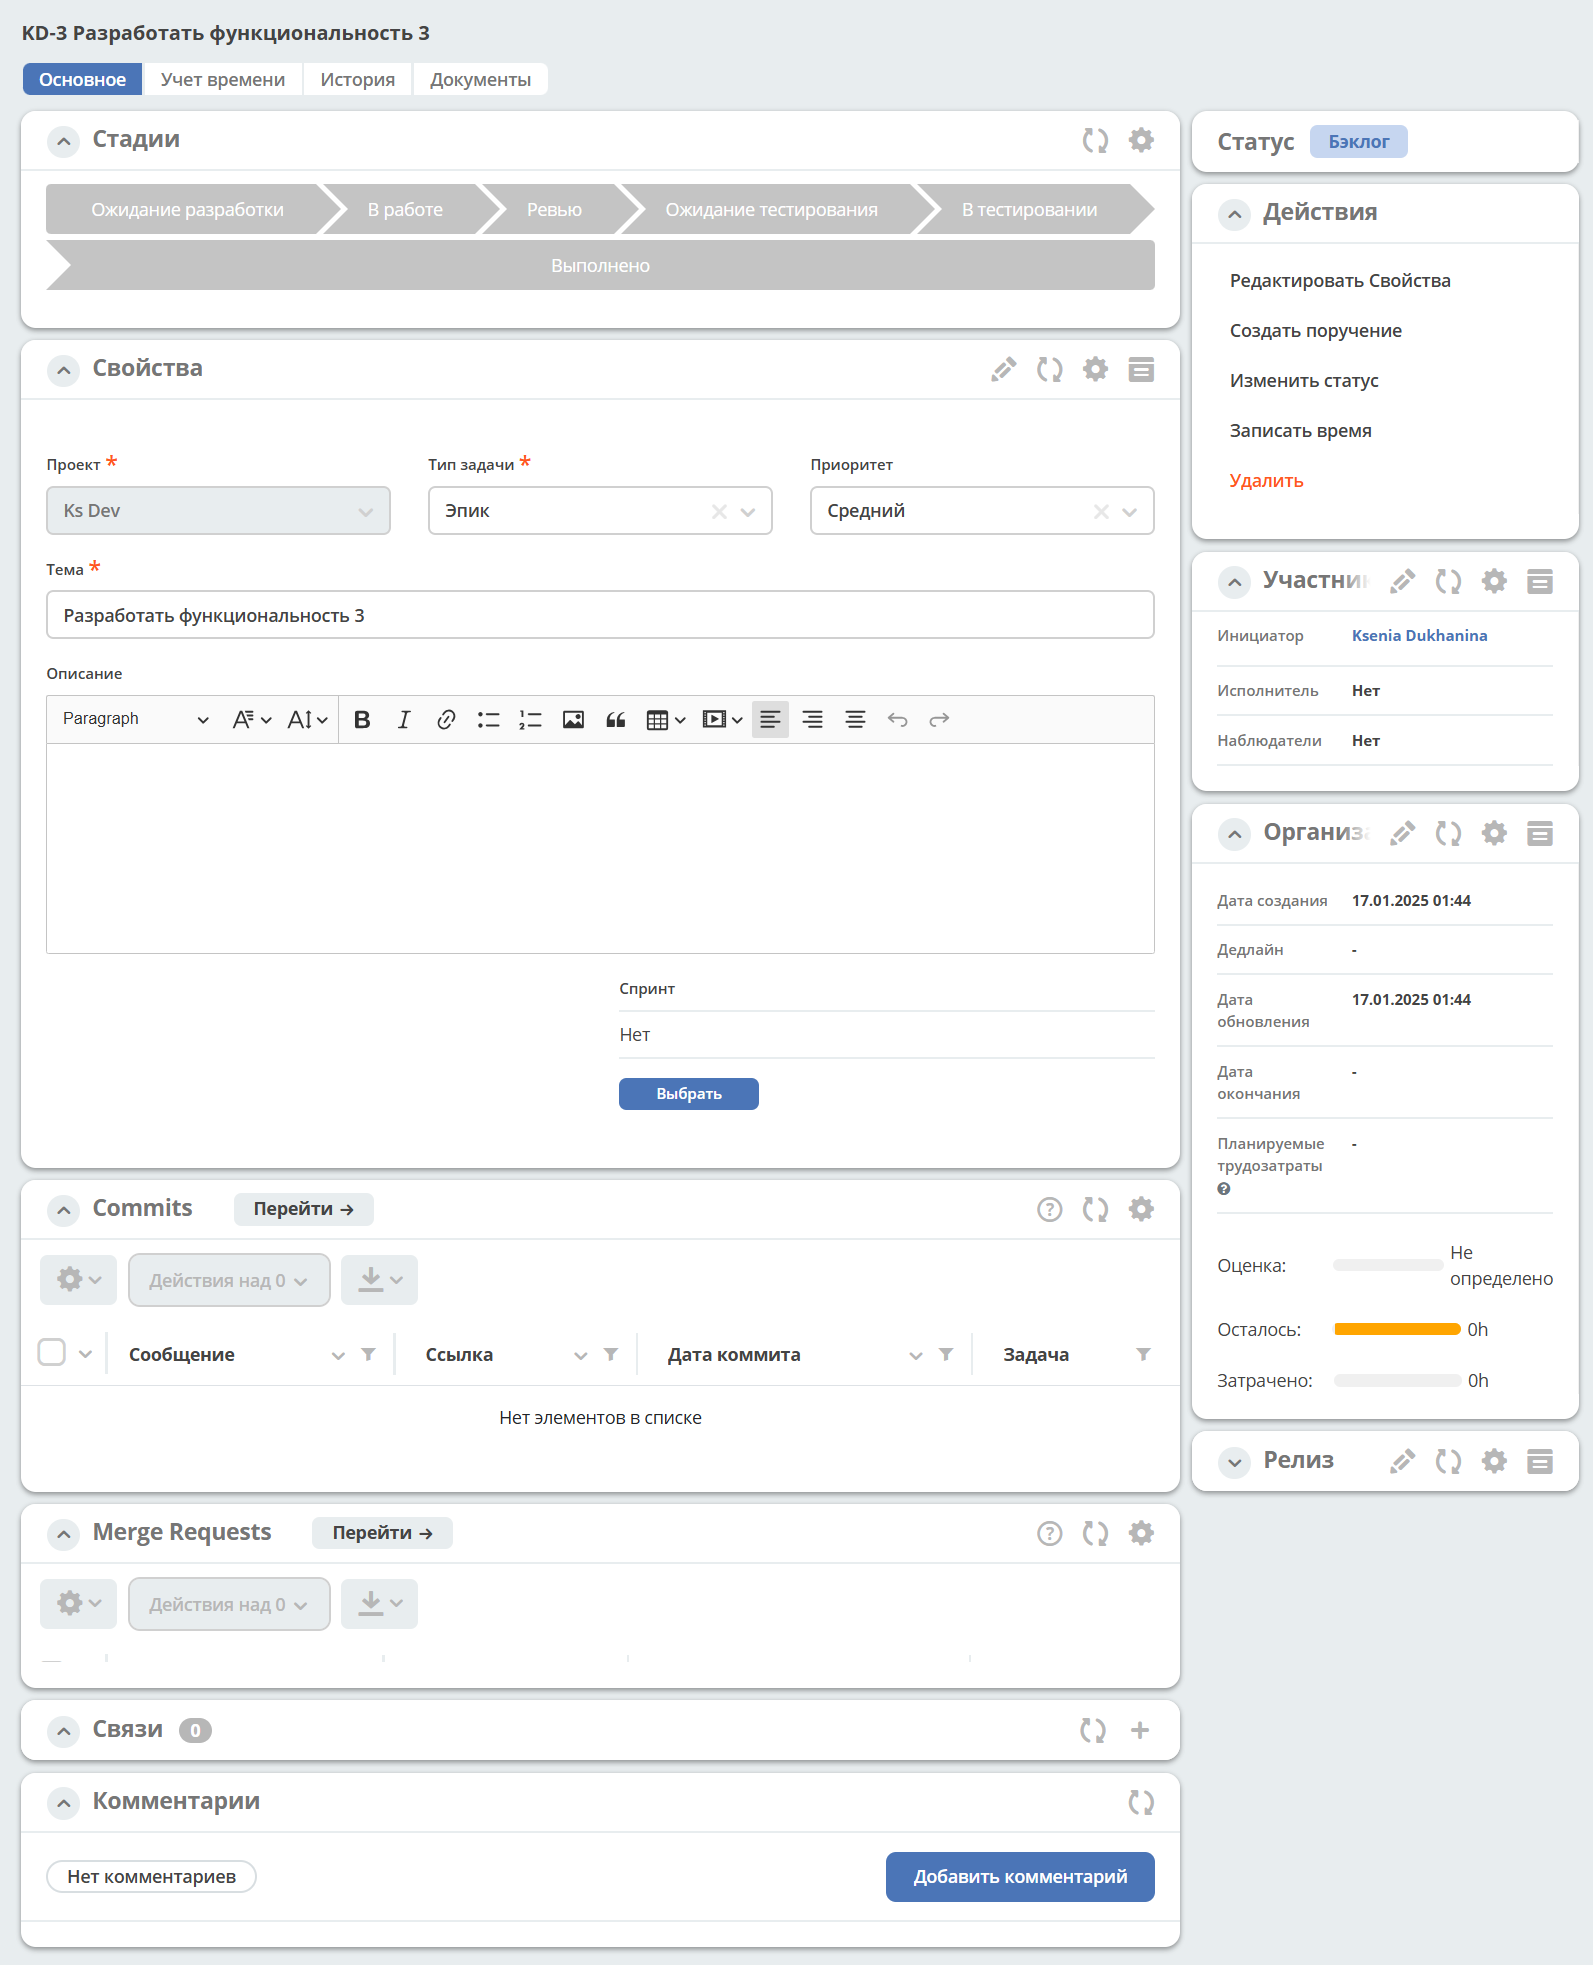 KD-3 Разработать функциональность 3
Основное
Учет времени
История
Документы
Стадии
Ожидание разработки
В работе
Ревью
Ожидание тестирования
В тестировании
Выполнено
Свойства
Проект *
Тип задачи *
Приоритет
Ks Dev
Эпик
Средний
Тема *
Разработать функциональность 3
Описание
Paragraph
Спринт
Нет
Выбрать
Commits
Перейти →
Действия над 0
Сообщение
Ссылка
Дата коммита
Задача
Нет элементов в списке
Merge Requests
Перейти →
Действия над 0
Связи 0
Комментарии
Нет комментариев
Добавить комментарий
Статус
Бэклог
Действия
Редактировать Свойства
Создать поручение
Изменить статус
Записать время
Удалить
Участни
Инициатор
Ksenia Dukhanina
Исполнитель
Нет
Наблюдатели
Нет
Организа
Дата создания
17.01.2025 01:44
Дедлайн
-
Дата
обновления
17.01.2025 01:44
Дата
окончания
-
Планируемые
трудозатраты
-
Оценка:
Не
определено
Осталось:
0h
Затрачено:
0h
Релиз